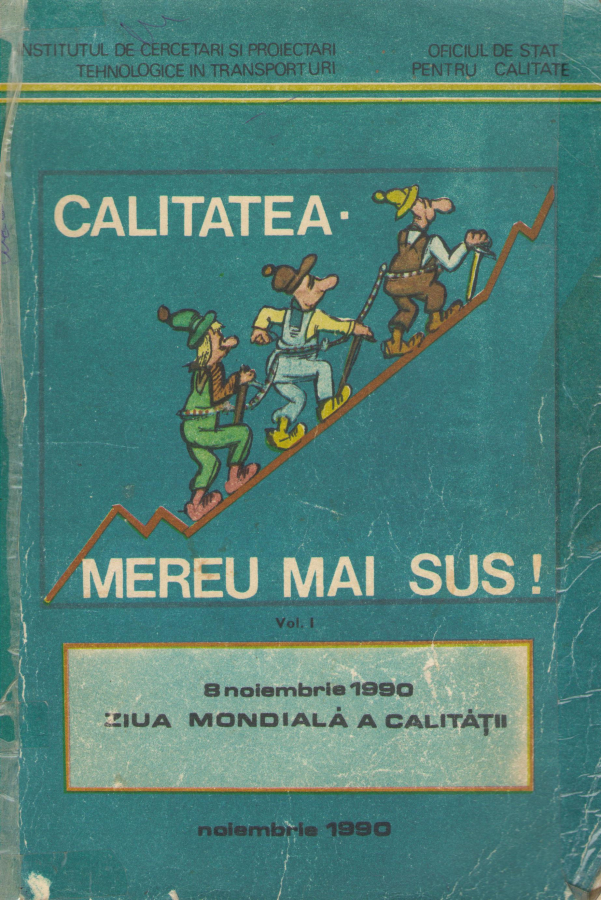 INSTITUTUL DE CERCETARI SI PROIECTARI
TEHNOLOGICE IN TRANSPORTURI
OFICIUL DE STAT
PENTRU CALITATE
CALITATEA·
MEREU MAI SUS!
Vol. I
8 noiembrie 1990
ZIUA MONDIALĂ A CALITĂȚII
noiembrie 1990